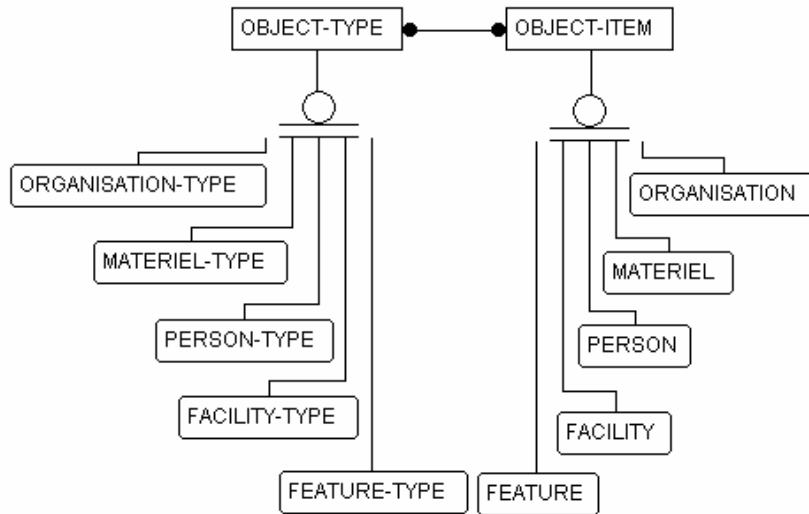 OBJECT-TYPE
OBJECT-ITEM
ORGANISATION-TYPE
ORGANISATION
MATERIEL-TYPE
MATERIEL
PERSON-TYPE
PERSON
FACILITY-TYPE
FACILITY
FEATURE-TYPE
FEATURE